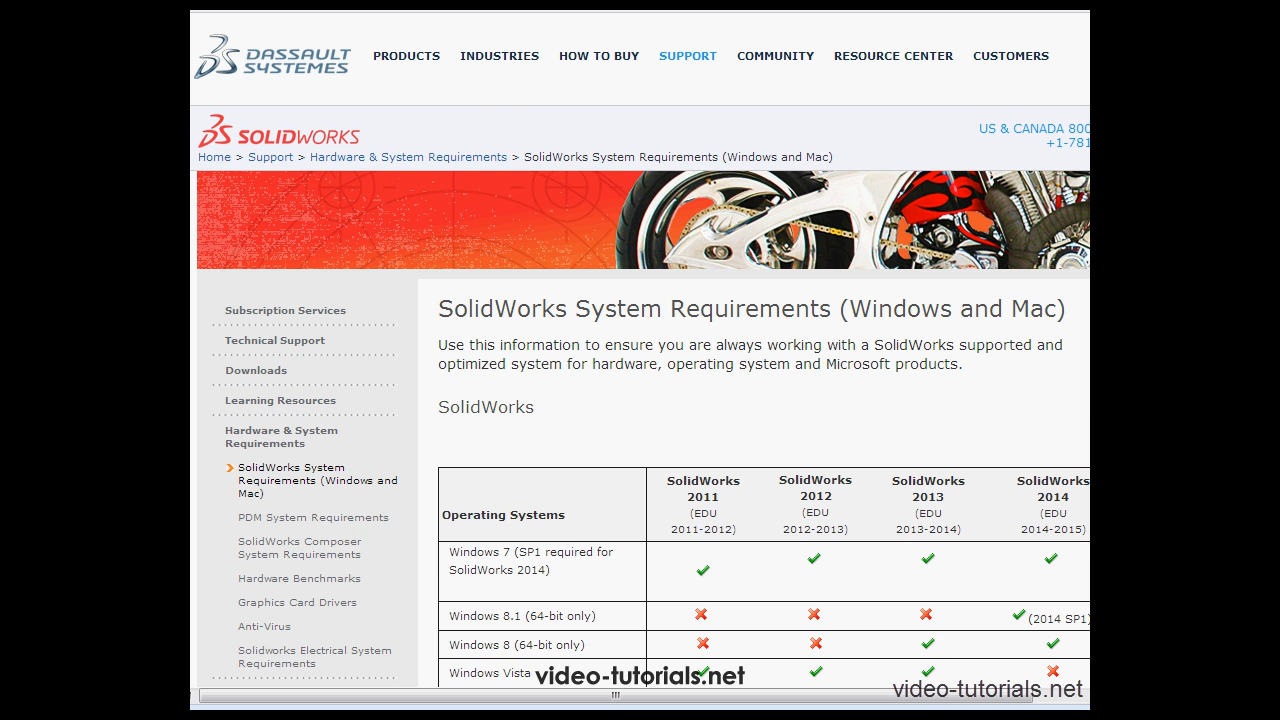 DASSAULT SYSTEMES
PRODUCTS INDUSTRIES HOW TO BUY SUPPORT COMMUNITY RESOURCE CENTER CUSTOMERS
SOLIDWORKS
US & CANADA 800
+1-781
Home > Support > Hardware & System Requirements > SolidWorks System Requirements (Windows and Mac)
Subscription Services
Technical Support
Downloads
Learning Resources
Hardware & System
Requirements
SolidWorks System
Requirements (Windows and
Mac)
PDM System Requirements
SolidWorks Composer
System Requirements
Hardware Benchmarks
Graphics Card Drivers
Anti-Virus
Solidworks Electrical System
Requirements
SolidWorks System Requirements (Windows and Mac)
Use this information to ensure you are always working with a SolidWorks supported and
optimized system for hardware, operating system and Microsoft products.
SolidWorks
Operating Systems
SolidWorks
2011
(EDU
2011-2012)
SolidWorks
2012
(EDU
2012-2013)
SolidWorks
2013
(EDU
2013-2014)
SolidWorks
2014
(EDU
2014-2015)
Windows 7 (SP1 required for
SolidWorks 2014)
Windows 8.1 (64-bit only)
(2014 SP1)
Windows 8 (64-bit only)
Windows Vista
video-tutorials.net
video-tutorials.net